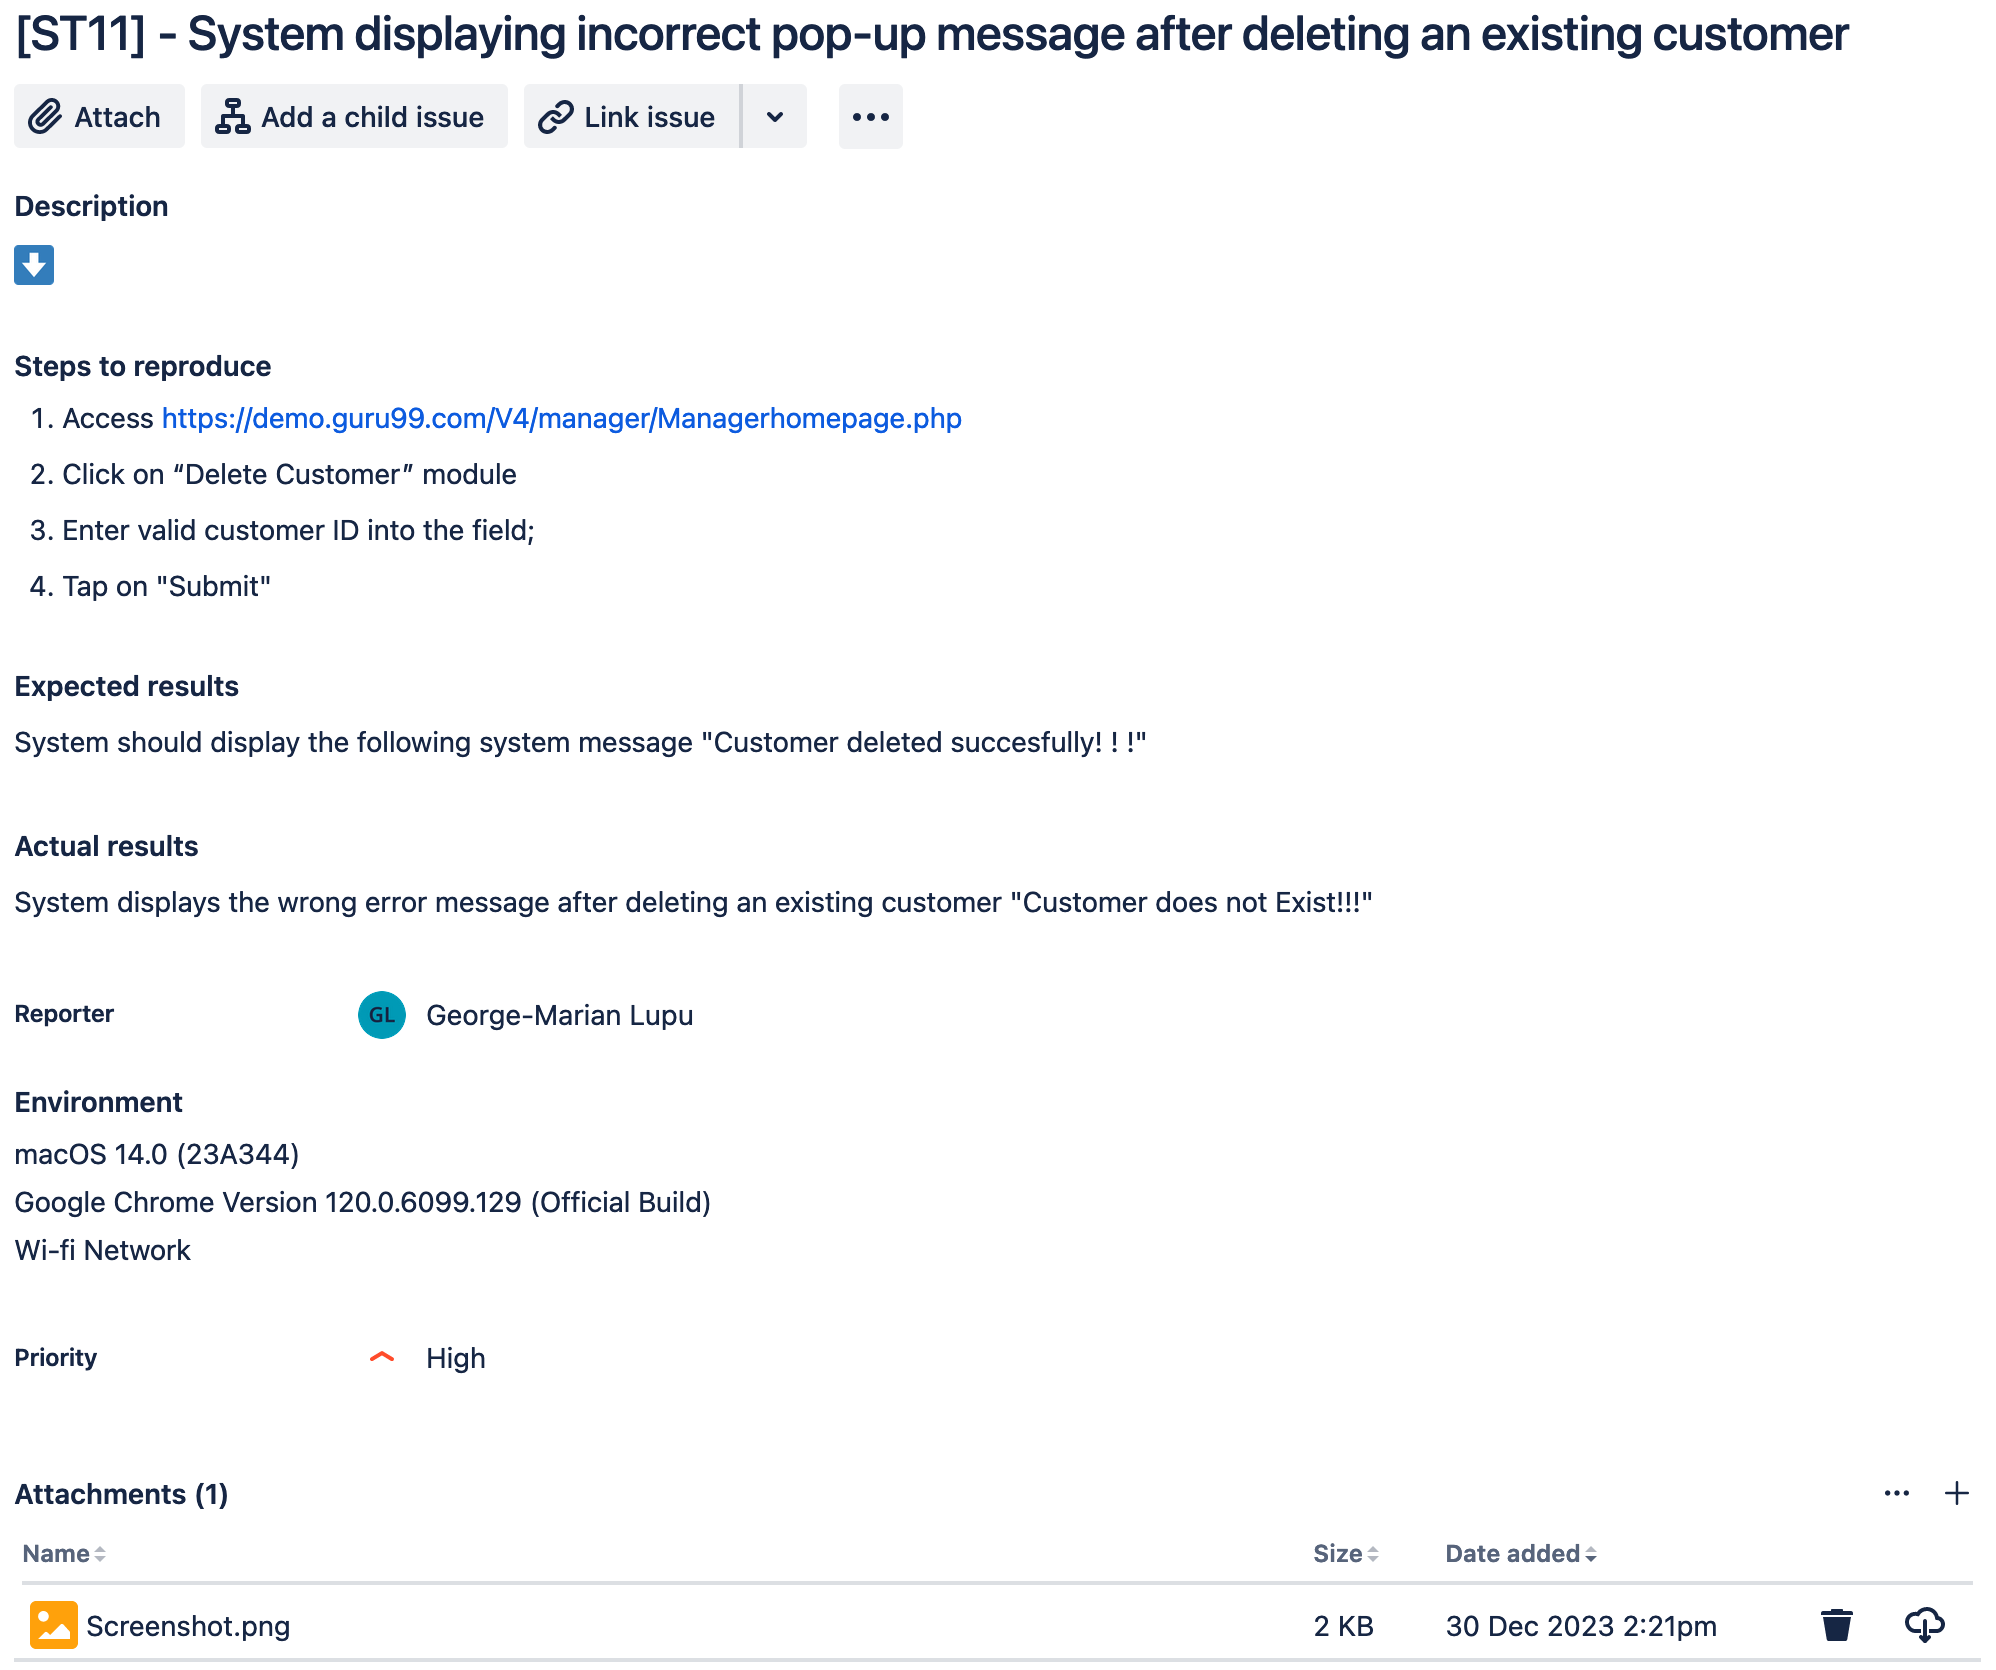 [ST11] - System displaying incorrect pop-up message after deleting an existing customer
Attach Add a child issue Link issue
Description
Steps to reproduce
1. Access https://demo.guru99.com/V4/manager/Managerhomepage.php
2. Click on “Delete Customer” module
3. Enter valid customer ID into the field;
4. Tap on "Submit"
Expected results
System should display the following system message "Customer deleted succesfully! ! !"
Actual results
System displays the wrong error message after deleting an existing customer "Customer does not Exist!!!"
Reporter GL George-Marian Lupu
Environment
macOS 14.0 (23A344)
Google Chrome Version 120.0.6099.129 (Official Build)
Wi-fi Network
Priority High
Attachments (1)
Name Size Date added
Screenshot.png 2 KB 30 Dec 2023 2:21pm